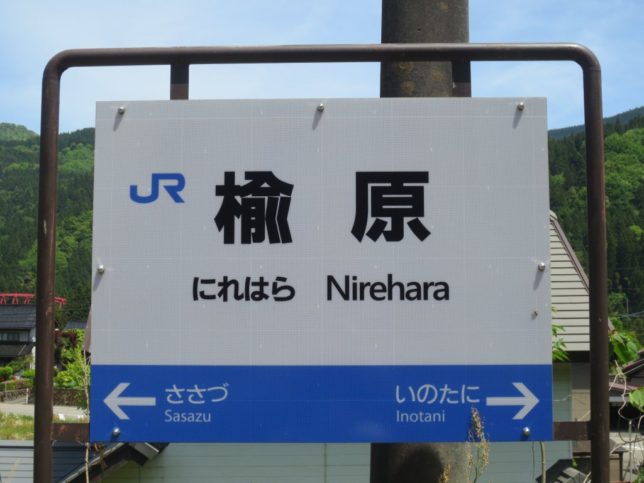 JR 楡原
にれはら Nirehara
← ささづ いのたに →
Sasazu Inotani